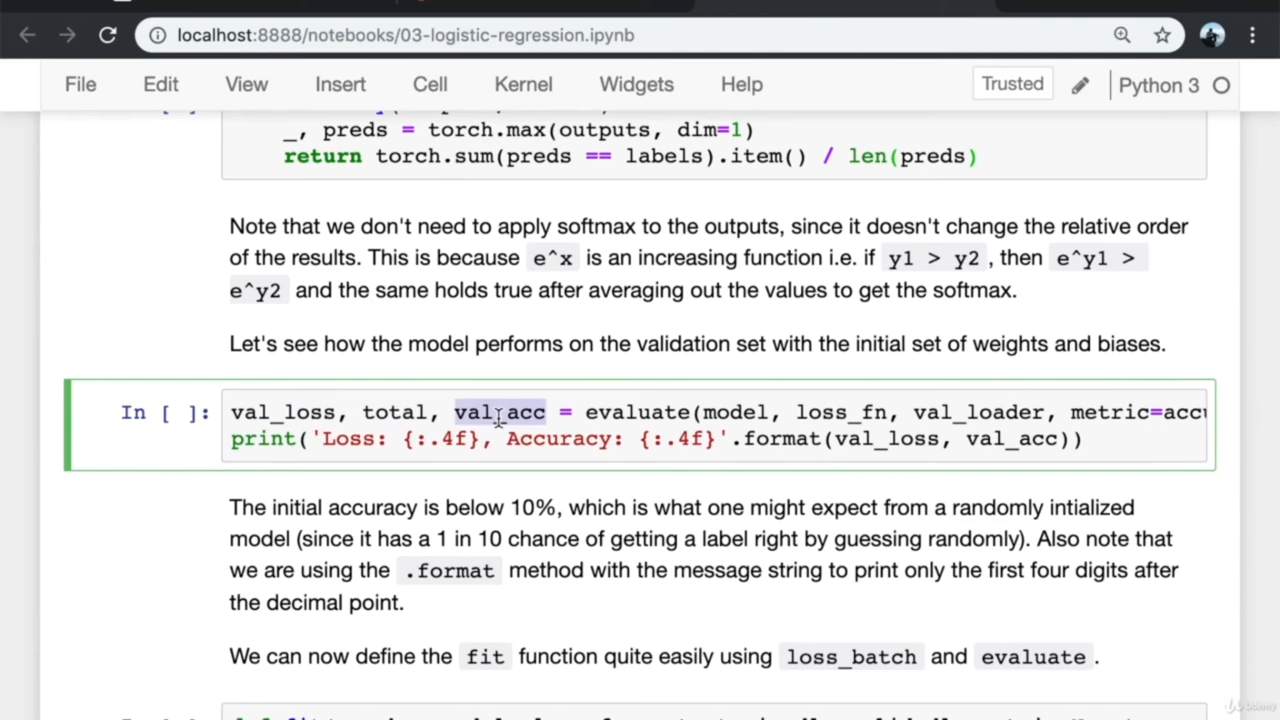 localhost:8888/notebooks/03-logistic-regression.ipynb
File Edit View Insert Cell Kernel Widgets Help Trusted Python 3
_, preds = torch.max(outputs, dim=1)
return torch.sum(preds == labels).item() / len(preds)
Note that we don't need to apply softmax to the outputs, since it doesn't change the relative order
of the results. This is because e^x is an increasing function i.e. if y1 > y2 , then e^y1 >
e^y2 and the same holds true after averaging out the values to get the softmax.
Let's see how the model performs on the validation set with the initial set of weights and biases.
In [ ]: val_loss, total, val_acc = evaluate(model, loss_fn, val_loader, metric=accu
print('Loss: {:.4f}, Accuracy: {:.4f}'.format(val_loss, val_acc))
The initial accuracy is below 10%, which is what one might expect from a randomly intialized
model (since it has a 1 in 10 chance of getting a label right by guessing randomly). Also note that
we are using the .format method with the message string to print only the first four digits after
the decimal point.
We can now define the fit function quite easily using loss_batch and evaluate .
Udemy